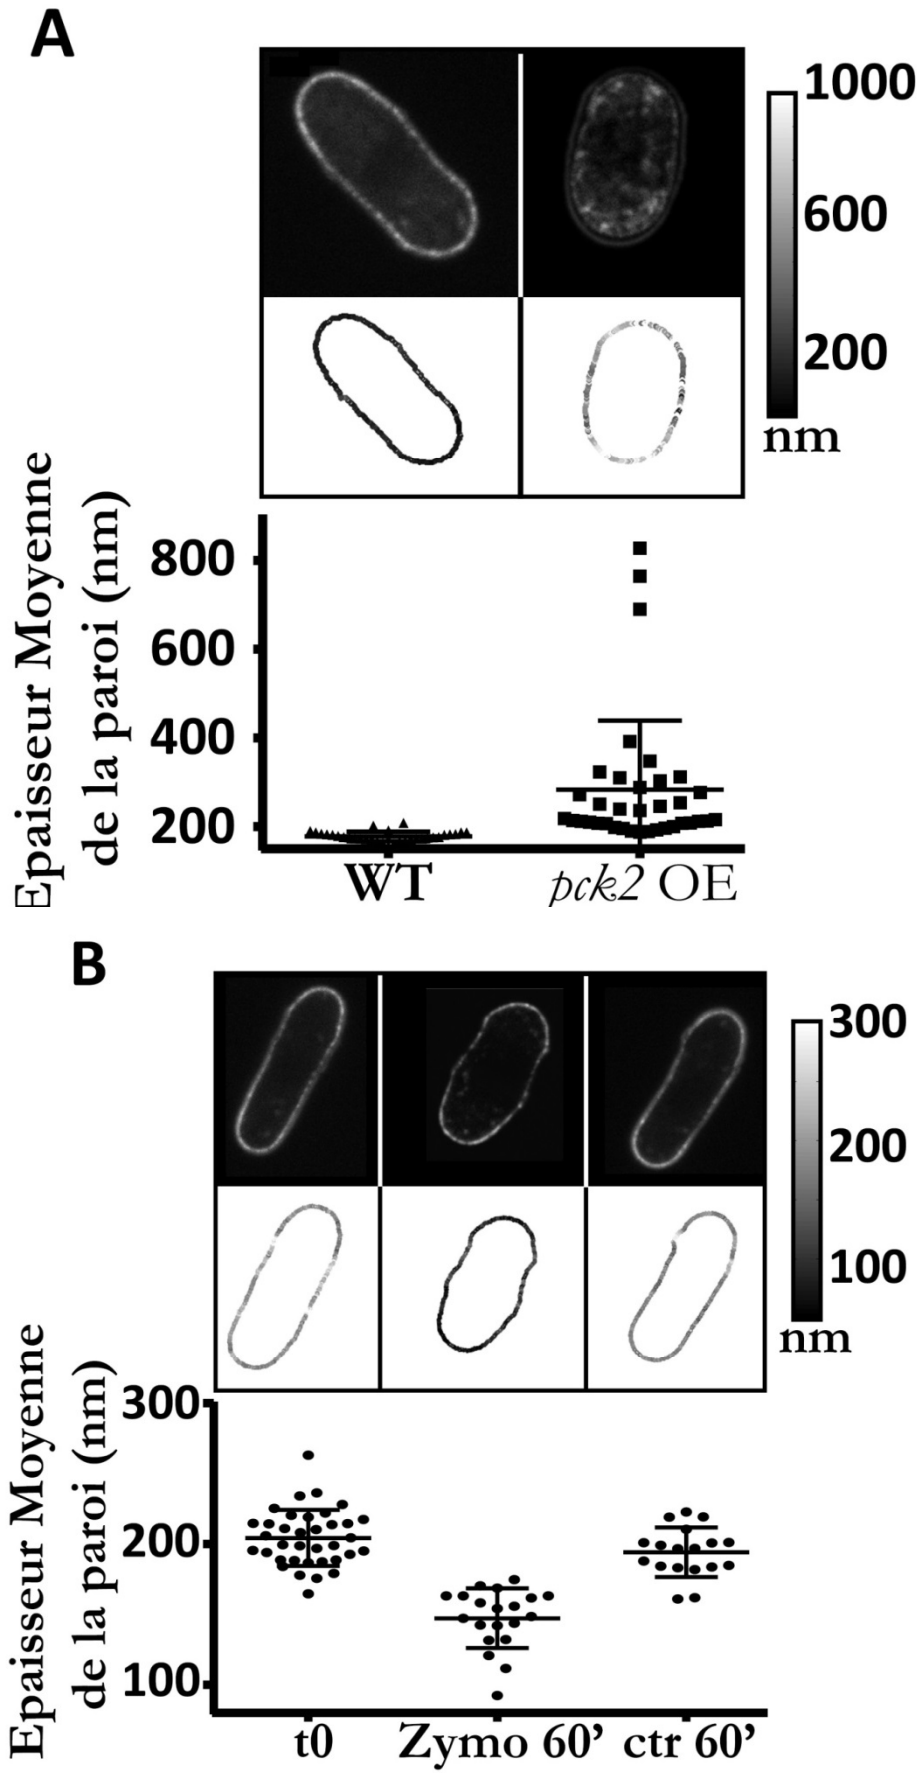 A
1000
600
200
nm
Epaisseur Moyenne
de la paroi (nm)
800
600
400
200
WT
pck2 OE
B
300
200
100
nm
Epaisseur Moyenne
de la paroi (nm)
300
200
100
t0
Zymo 60’
ctr 60’